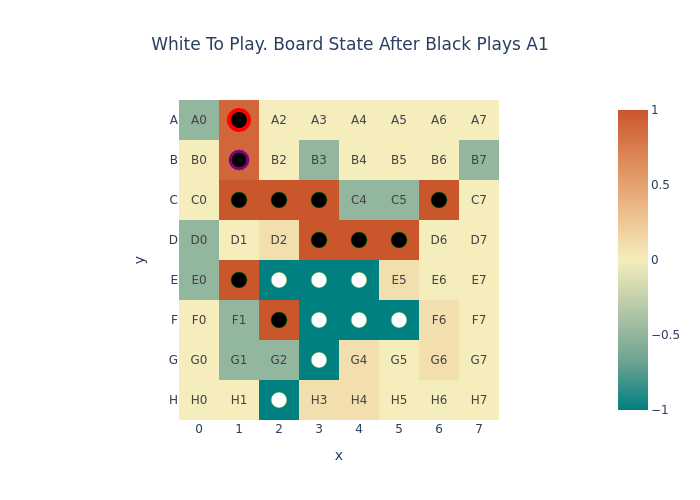 White To Play. Board State After Black Plays A1
A A0 A2 A3 A4 A5 A6 A7
B B0 B2 B3 B4 B5 B6 B7
C C0 C4 C5 C7
D D0 D1 D2 D6 D7
E E0 E5 E6 E7
F F0 F1 F6 F7
G G0 G1 G2 G4 G5 G6 G7
H H0 H1 H3 H4 H5 H6 H7
0 1 2 3 4 5 6 7
x
y
1
0.5
0
−0.5
−1